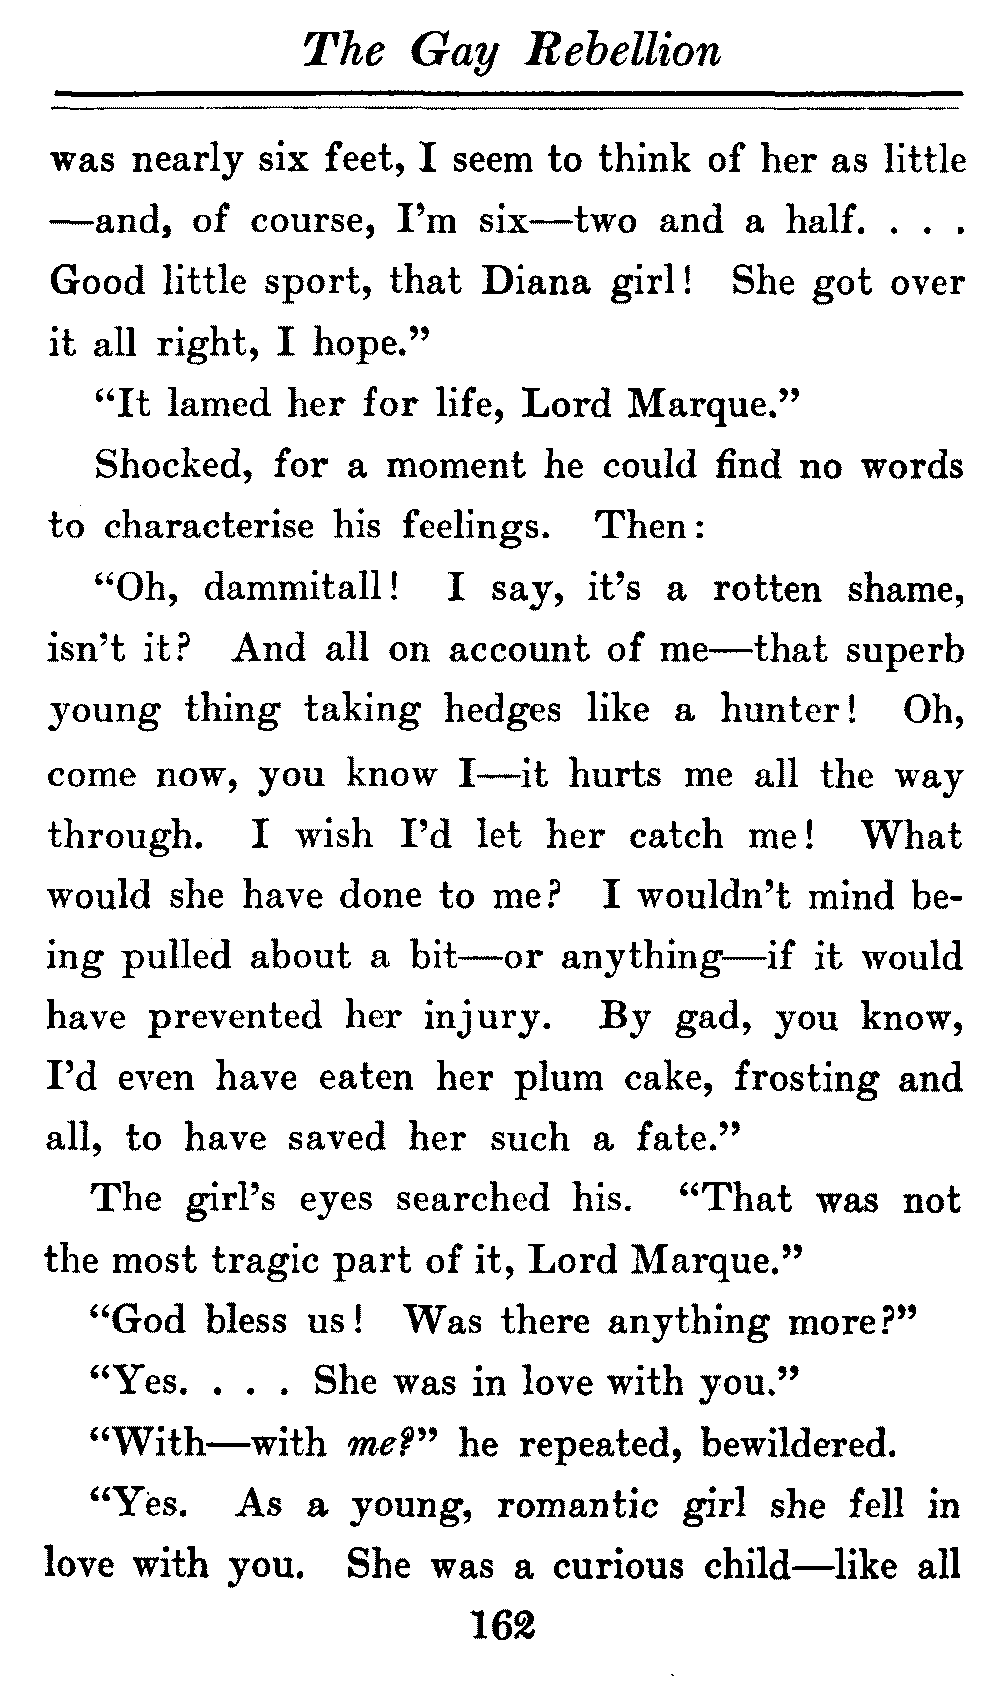 The Gay Rebellion
was nearly six feet, I seem to think of her as little
—and, of course, I'm six—two and a half. . . .
Good little sport, that Diana girl! She got over
it all right, I hope.”
“It lamed her for life, Lord Marque.”
Shocked, for a moment he could find no words
to characterise his feelings. Then:
“Oh, dammitall! I say, it's a rotten shame,
isn't it? And all on account of me—that superb
young thing taking hedges like a hunter! Oh,
come now, you know I—it hurts me all the way
through. I wish I'd let her catch me! What
would she have done to me? I wouldn't mind be-
ing pulled about a bit—or anything—if it would
have prevented her injury. By gad, you know,
I'd even have eaten her plum cake, frosting and
all, to have saved her such a fate.”
The girl's eyes searched his. “That was not
the most tragic part of it, Lord Marque.”
“God bless us! Was there anything more?”
“Yes. . . . She was in love with you.”
“With—with me?” he repeated, bewildered.
“Yes. As a young, romantic girl she fell in
love with you. She was a curious child—like all
162